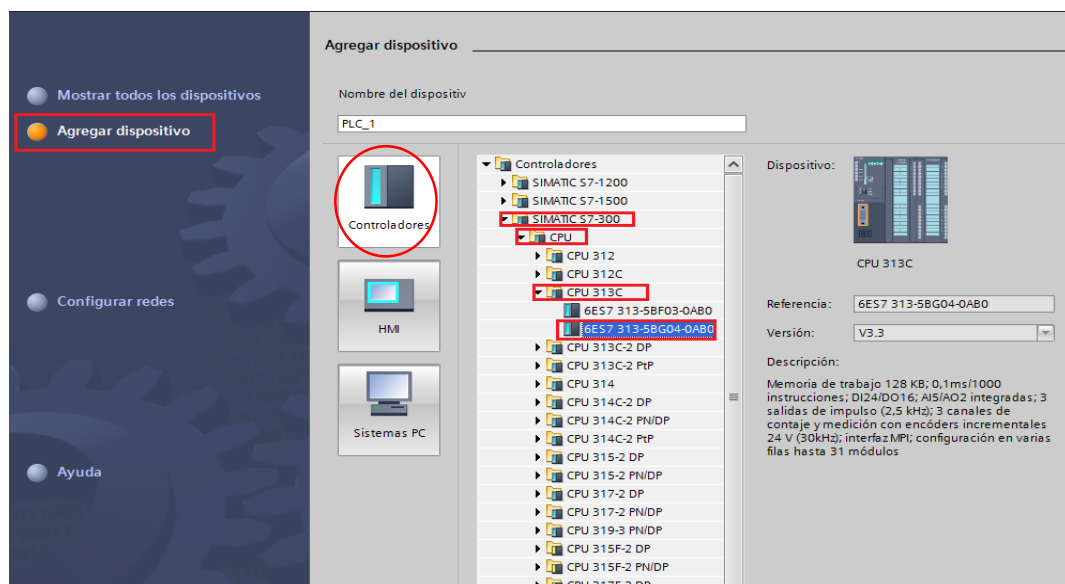 Agregar dispositivo
Mostrar todos los dispositivos
Agregar dispositivo
Configurar redes
Ayuda
Nombre del dispositiv
PLC_1
Controladores
HMI
Sistemas PC
Controladores
SIMATIC S7-1200
SIMATIC S7-1500
SIMATIC S7-300
CPU
CPU 312
CPU 312C
CPU 313C
6ES7 313-5BF03-0AB0
6ES7 313-5BG04-0AB0
CPU 313C-2 DP
CPU 313C-2 PtP
CPU 314
CPU 314C-2 DP
CPU 314C-2 PN/DP
CPU 314C-2 PtP
CPU 315-2 DP
CPU 315-2 PN/DP
CPU 317-2 DP
CPU 317-2 PN/DP
CPU 319-3 PN/DP
CPU 315F-2 DP
CPU 315F-2 PN/DP
CPU 317F-2 DP
Dispositivo:
CPU 313C
Referencia:
6ES7 313-5BG04-0AB0
Versión:
V3.3
Descripción:
Memoria de trabajo 128 KB; 0,1ms/1000
instrucciones; DI24/DO16; AI5/AO2 integradas; 3
salidas de impulso (2,5 kHz); 3 canales de
contaje y medición con encóders incrementales
24 V (30kHz); interfaz MPI; configuración en varias
filas hasta 31 módulos